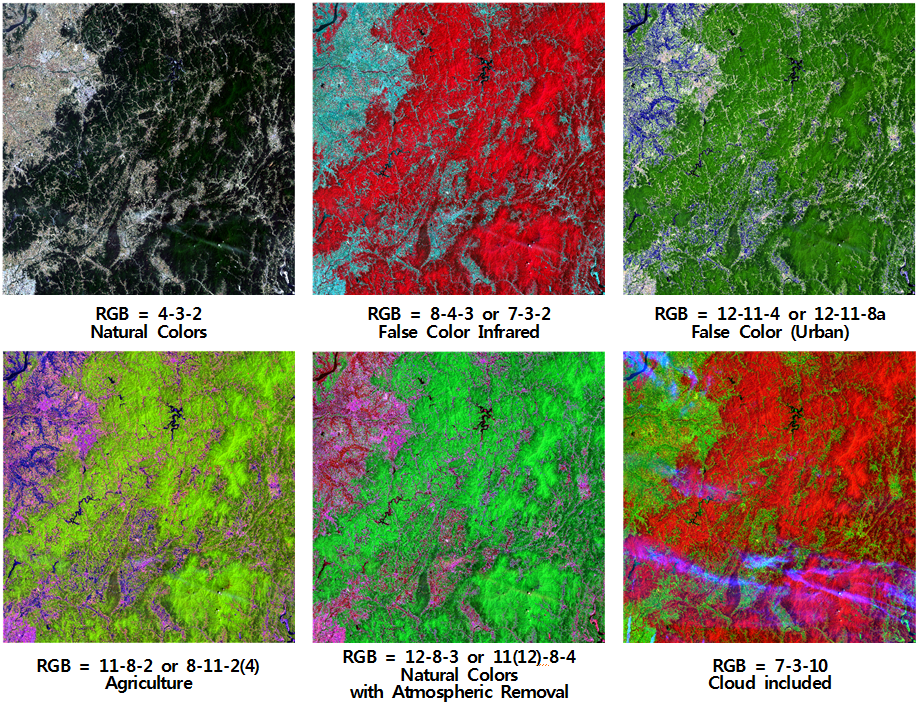 RGB = 4-3-2
Natural Colors
RGB = 8-4-3 or 7-3-2
False Color Infrared
RGB = 12-11-4 or 12-11-8a
False Color (Urban)
RGB = 11-8-2 or 8-11-2(4)
Agriculture
RGB = 12-8-3 or 11(12)-8-4
Natural Colors
with Atmospheric Removal
RGB = 7-3-10
Cloud included